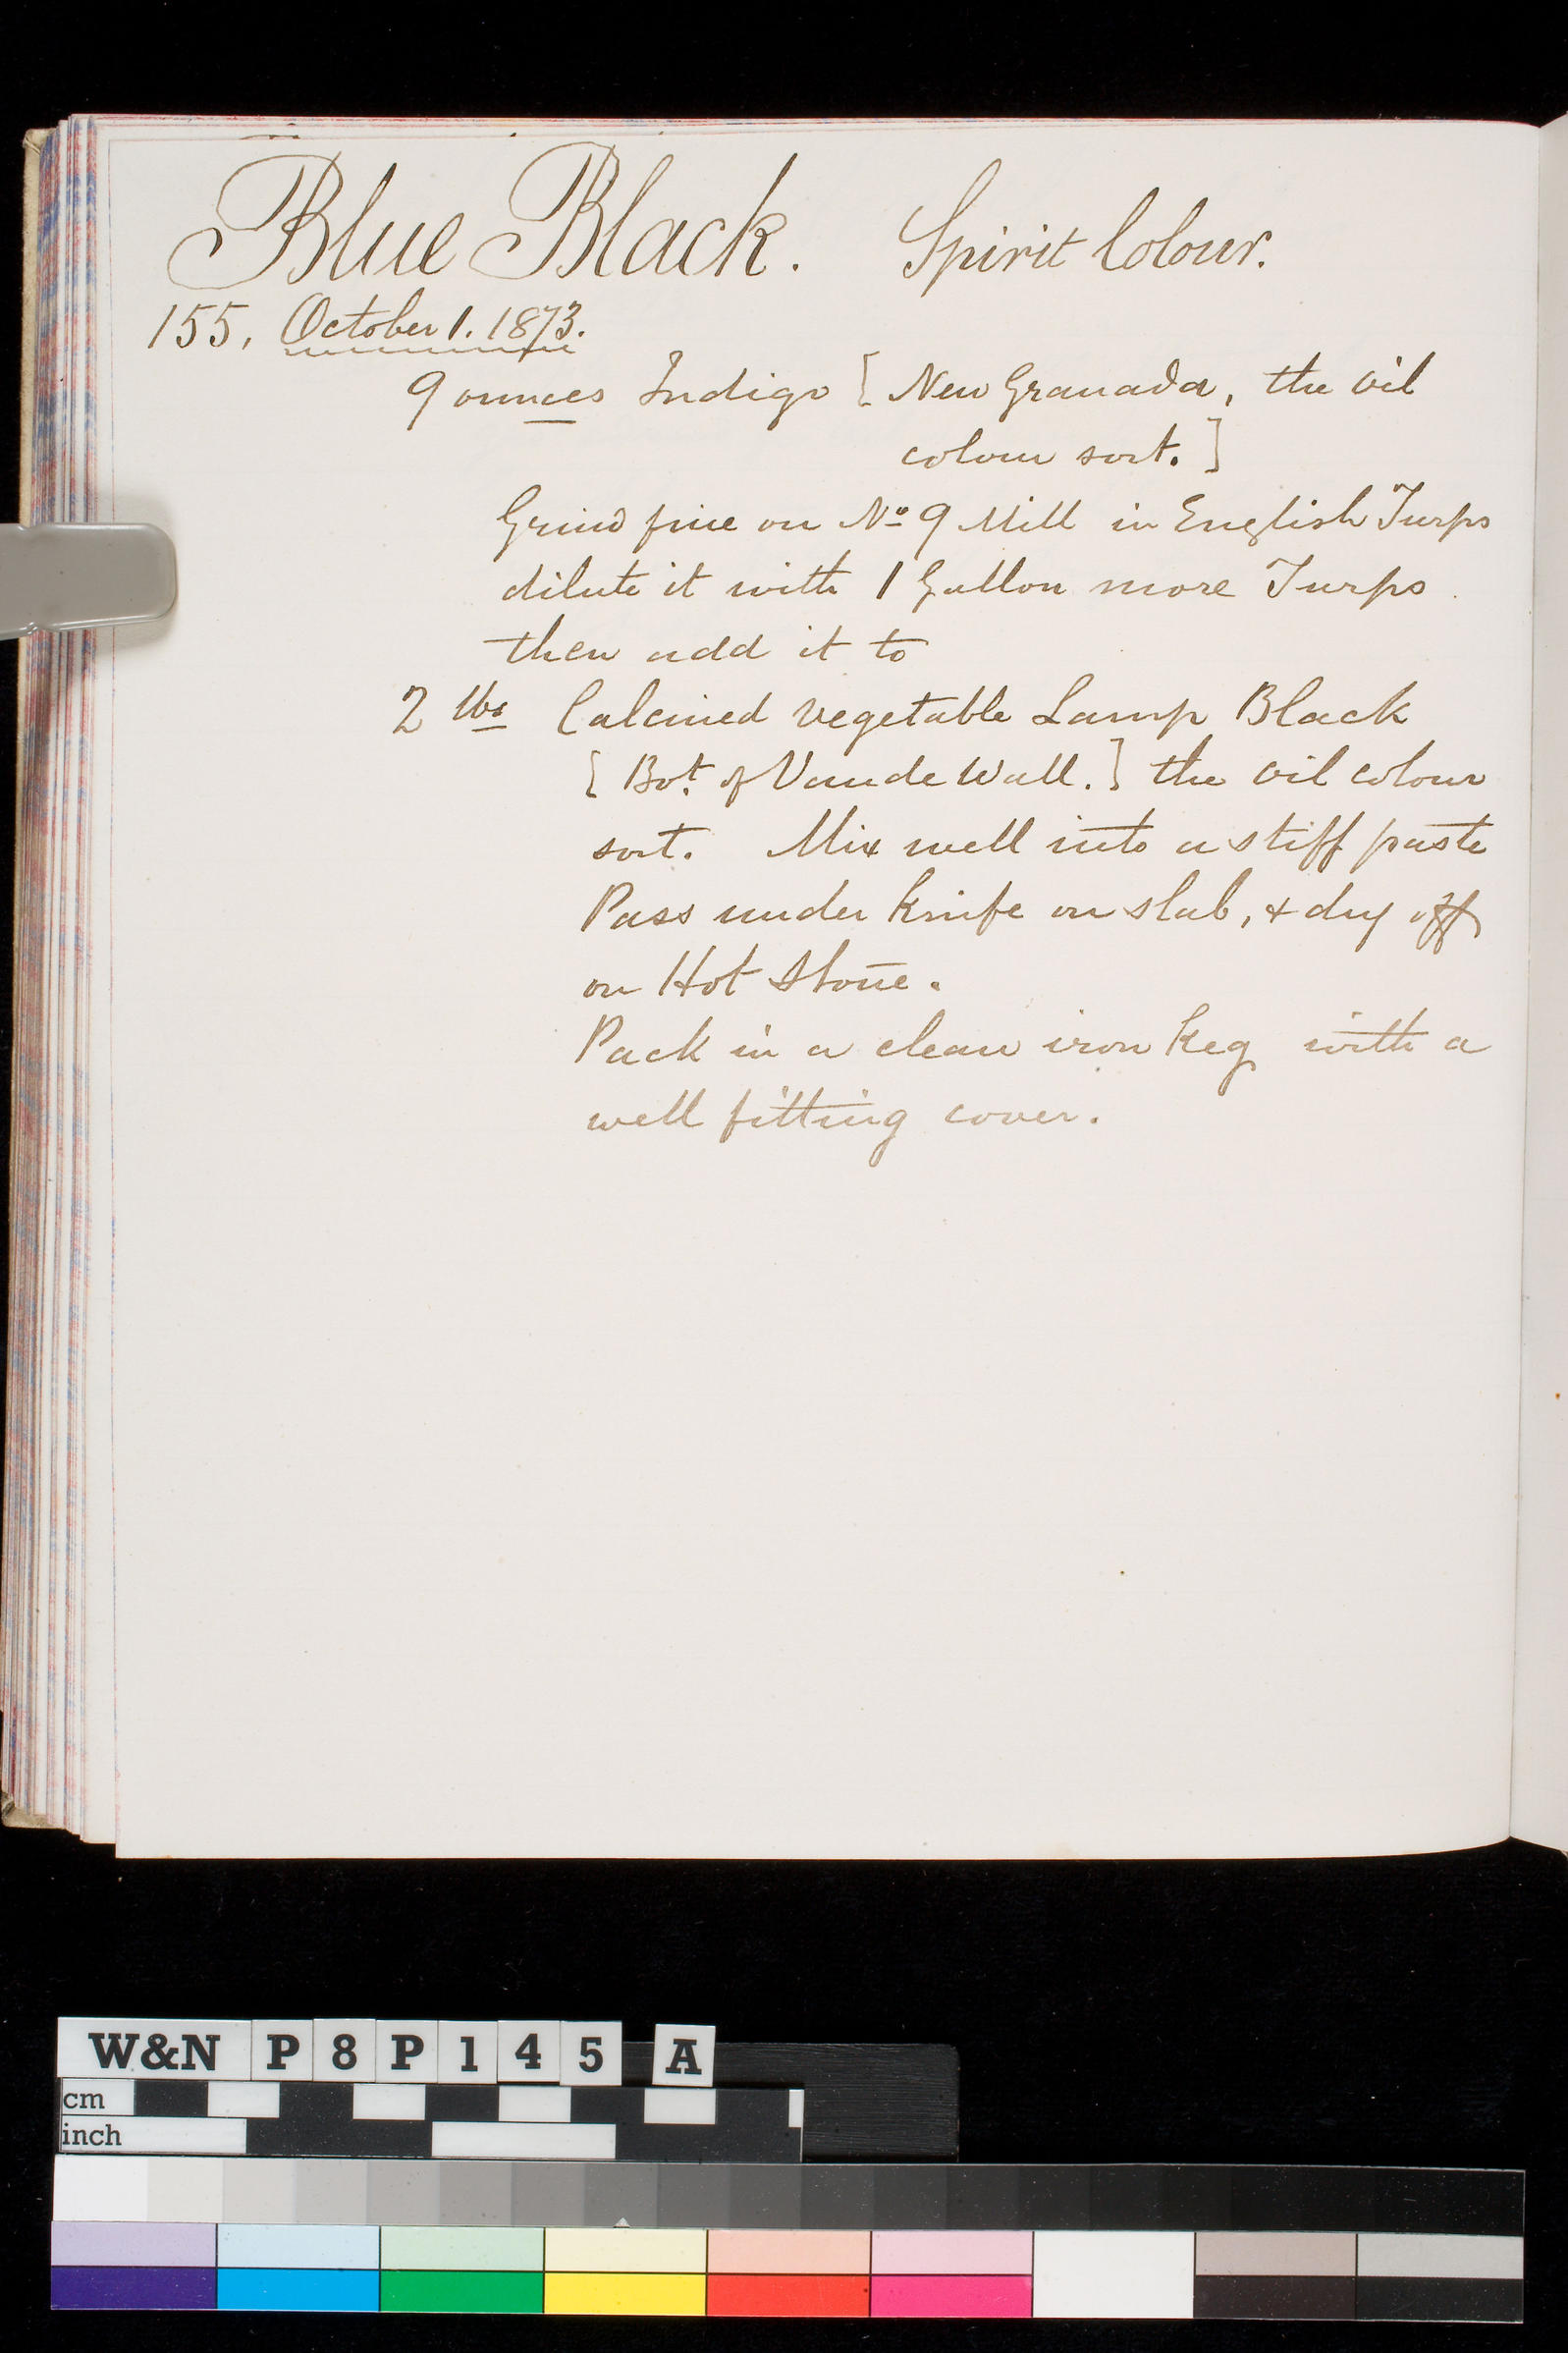 Blue Black. Spirit Colour.
155. October 1. 1873.
9 ounces Indigo [ New Granada, the oil
colour sort. ]
Grind fine on No 9 Mill in English Turps
dilute it with 1 Gallon more Turps
then add it to
2 lbs Calcined vegetable Lamp Black
[ Bot. of Vande Wall. ] the oil colour
sort. Mix well into a stiff paste
Pass under knife on slab, & dry off
on Hot Stone.
Pack in a clean iron Keg with a
well fitting cover.
W&N P8P145 A
cm
inch